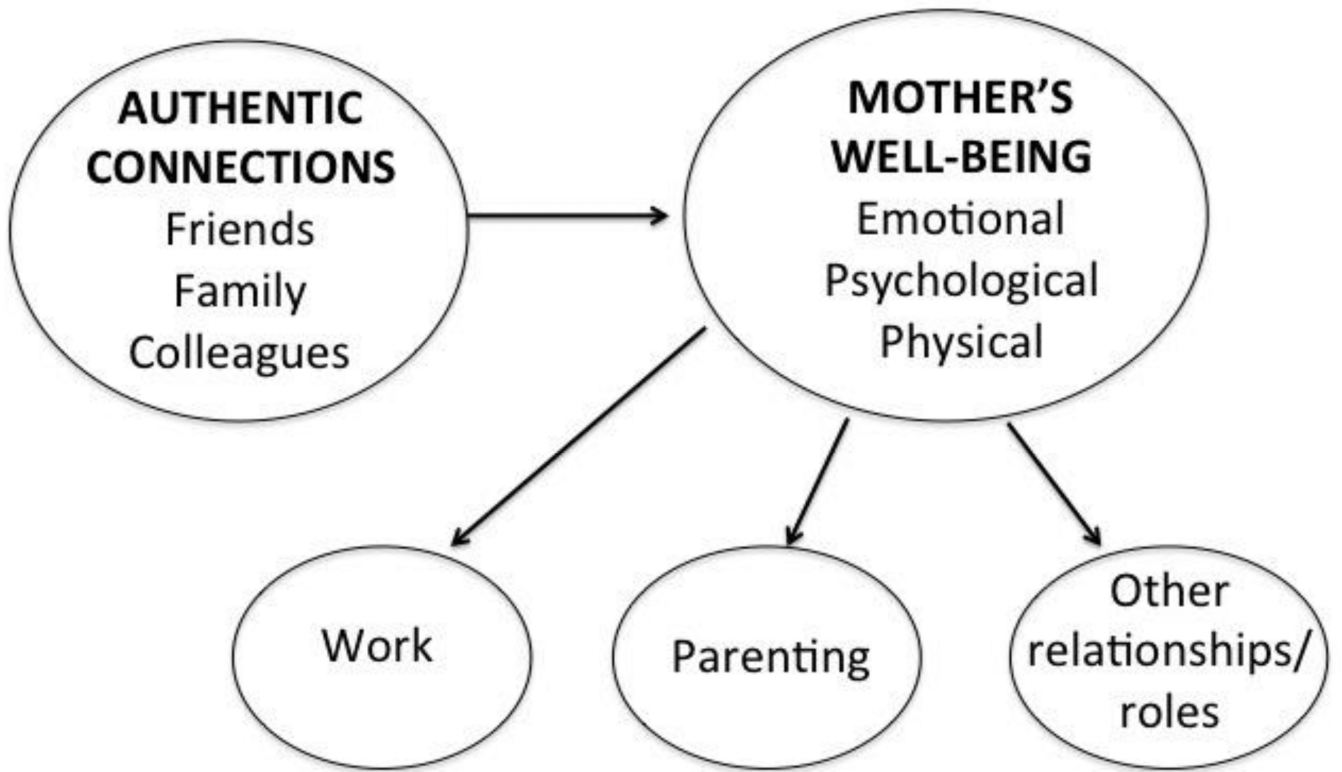 AUTHENTIC
CONNECTIONS
Friends
Family
Colleagues
MOTHER'S
WELL-BEING
Emotional
Psychological
Physical
Work
Parenting
Other
relationships/
roles